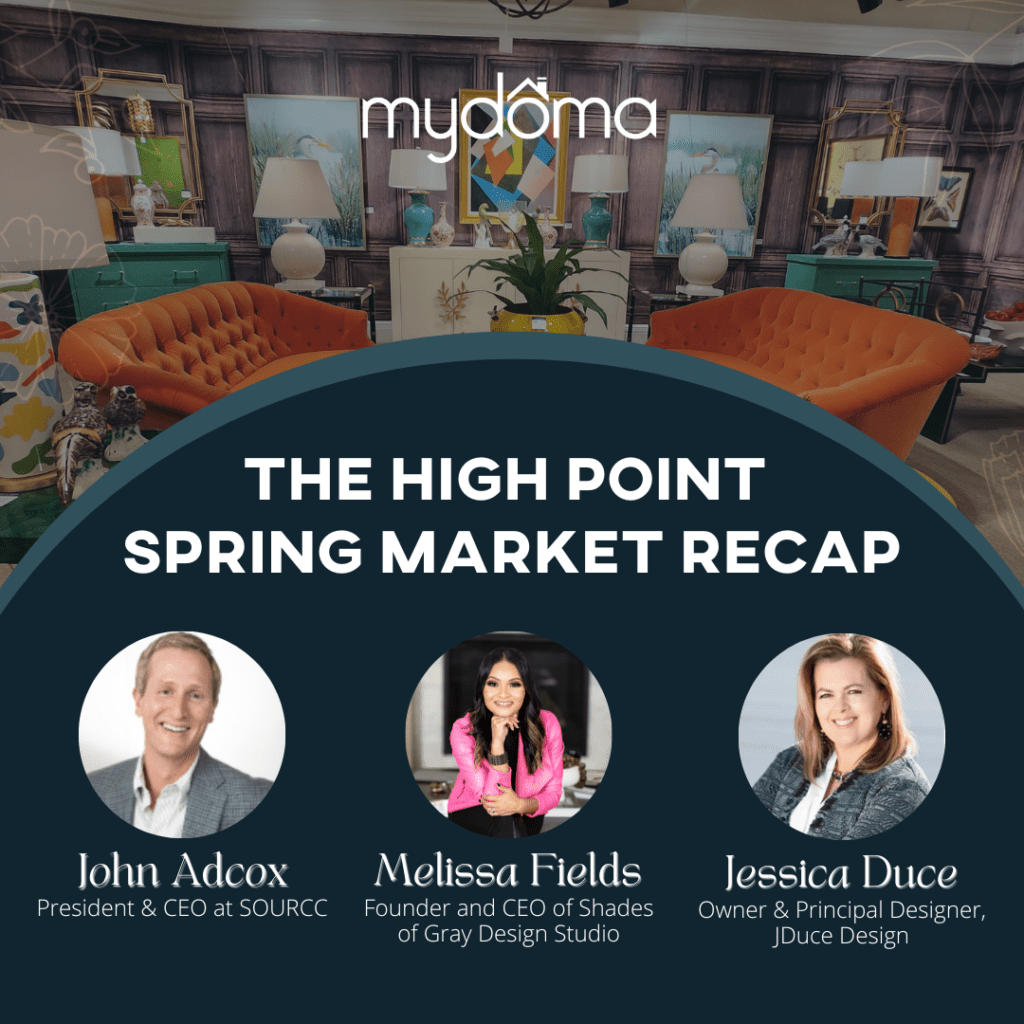 mydoma
THE HIGH POINT
SPRING MARKET RECAP
John Adcox
President & CEO at SOURCC
Melissa Fields
Founder and CEO of Shades
of Gray Design Studio
Jessica Duce
Owner & Principal Designer,
JDuce Design